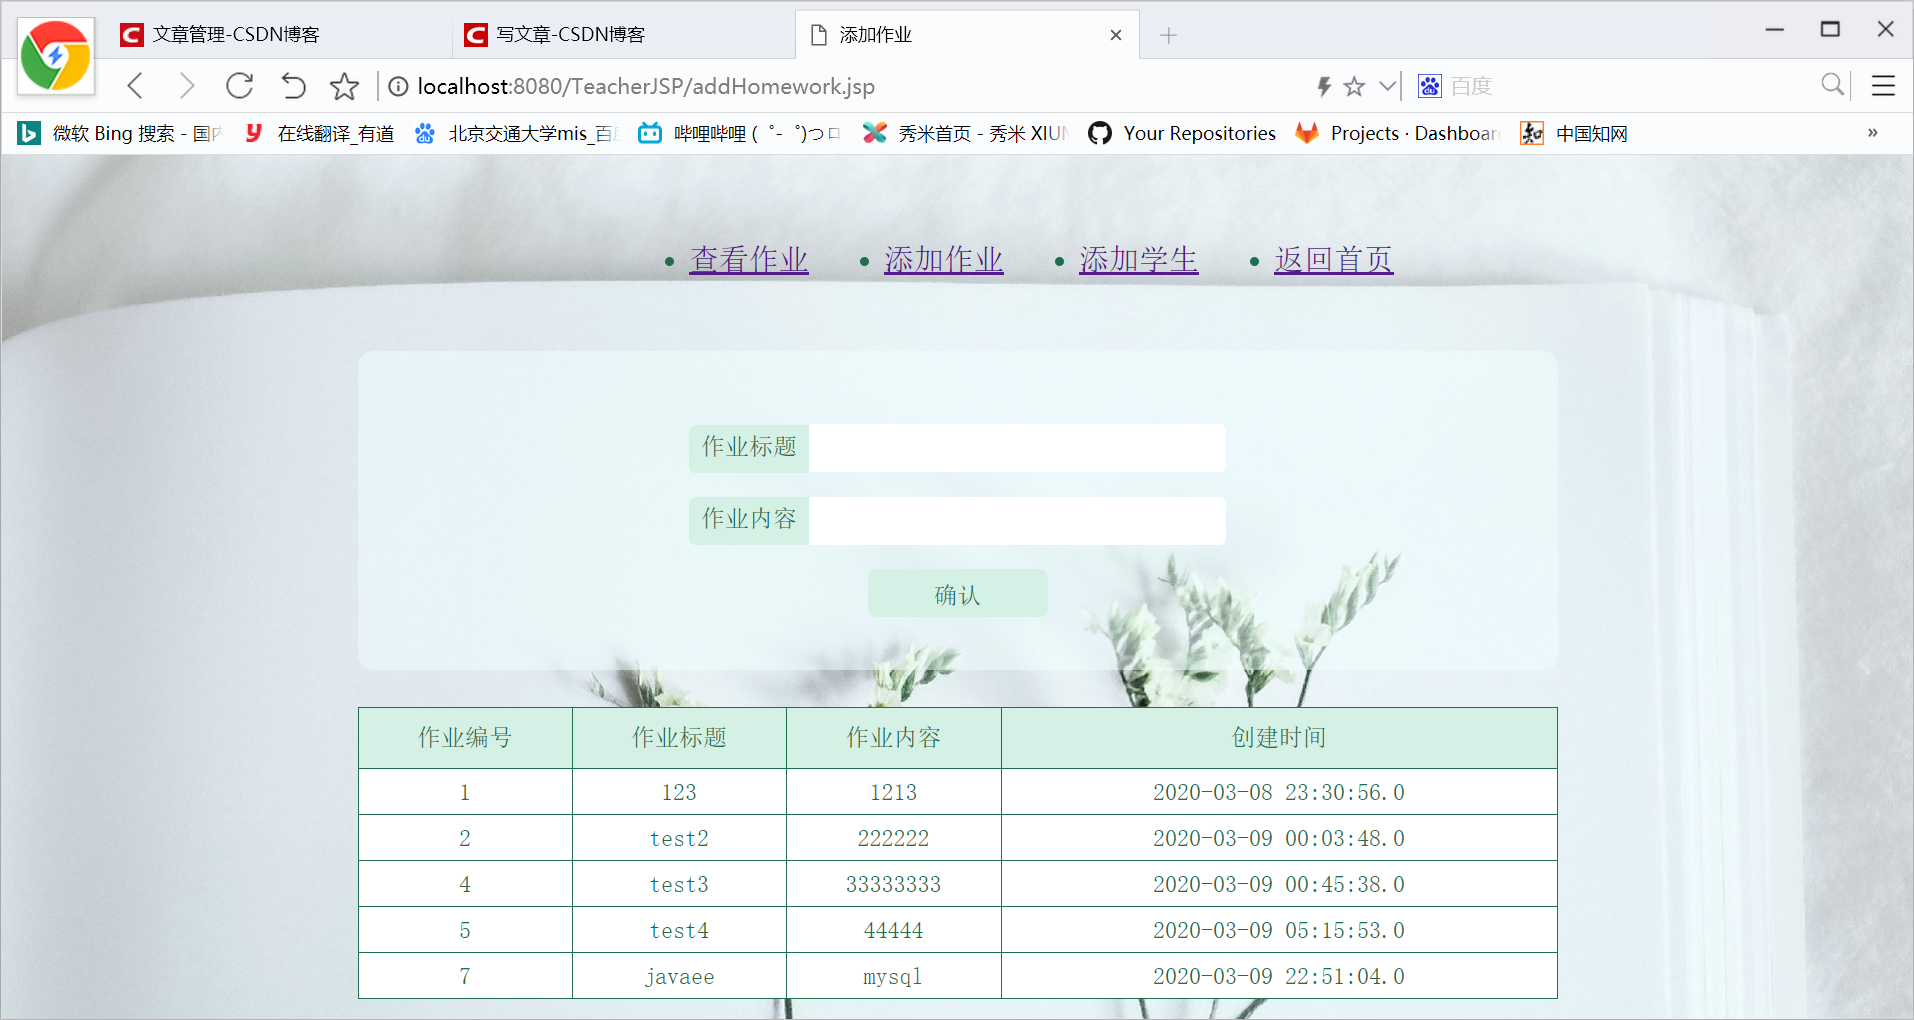 文章管理-CSDN博客 写文章-CSDN博客 添加作业
localhost:8080/TeacherJSP/addHomework.jsp 百度
微软 Bing 搜索 - 国内 在线翻译_有道 北京交通大学mis_百度 哔哩哔哩 ( ゜- ゜)つロ 秀米首页 - 秀米 XIUM Your Repositories Projects · Dashboard 中国知网 »
• 查看作业 • 添加作业 • 添加学生 • 返回首页
作业标题
作业内容
确认
作业编号 作业标题 作业内容 创建时间
1 123 1213 2020-03-08 23:30:56.0
2 test2 222222 2020-03-09 00:03:48.0
4 test3 33333333 2020-03-09 00:45:38.0
5 test4 44444 2020-03-09 05:15:53.0
7 javaee mysql 2020-03-09 22:51:04.0